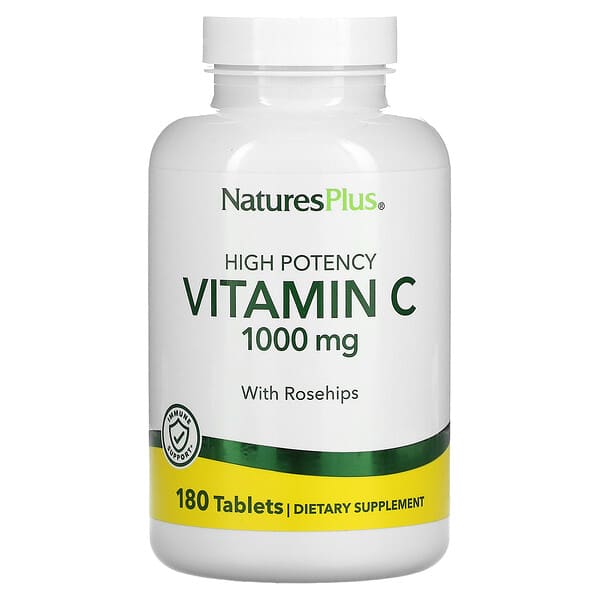 NaturesPlus®
HIGH POTENCY
VITAMIN C
1000 mg
With Rosehips
IMMUNE
SUPPORT*
180 Tablets | DIETARY SUPPLEMENT